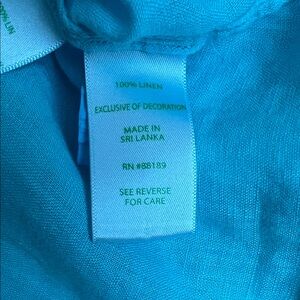 100% LINEN
EXCLUSIVE OF DECORATION
MADE IN
SRI LANKA
RN #88189
SEE REVERSE
FOR CARE